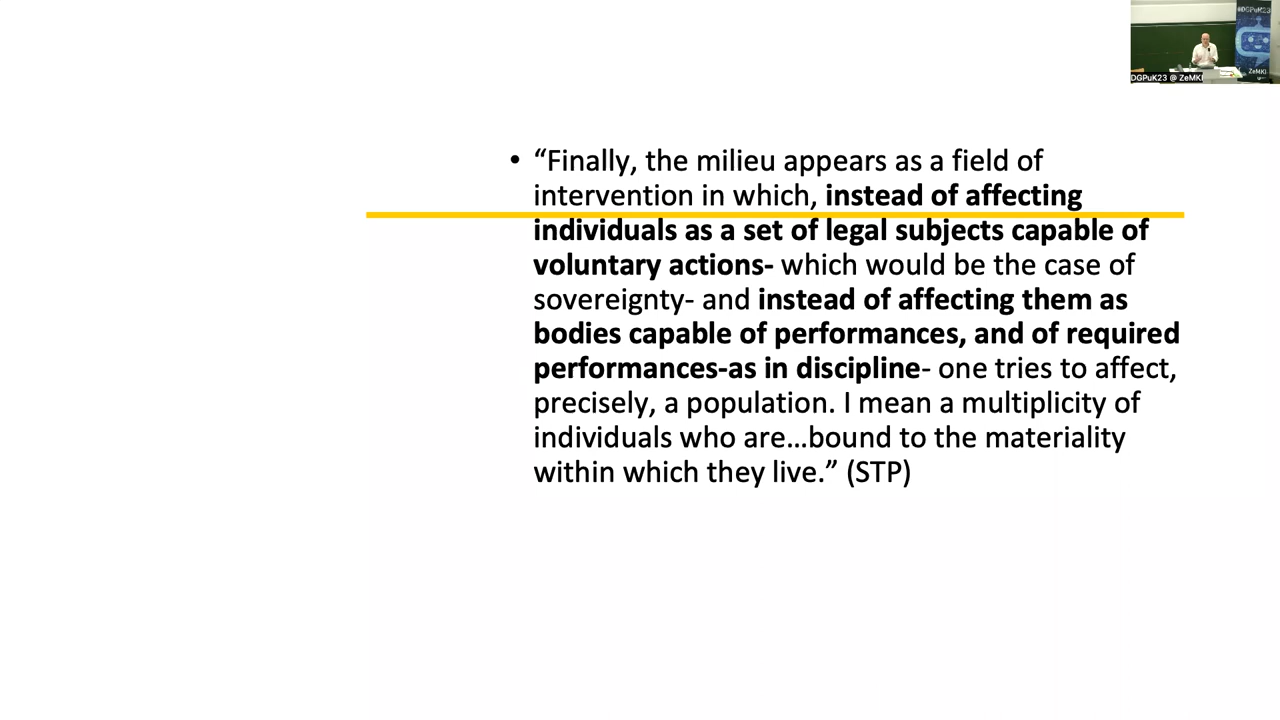 #DGPuK23
ZeMKI
DGPuK23 @ ZeMKI
• “Finally, the milieu appears as a field of
intervention in which, instead of affecting
individuals as a set of legal subjects capable of
voluntary actions- which would be the case of
sovereignty- and instead of affecting them as
bodies capable of performances, and of required
performances-as in discipline- one tries to affect,
precisely, a population. I mean a multiplicity of
individuals who are…bound to the materiality
within which they live.” (STP)